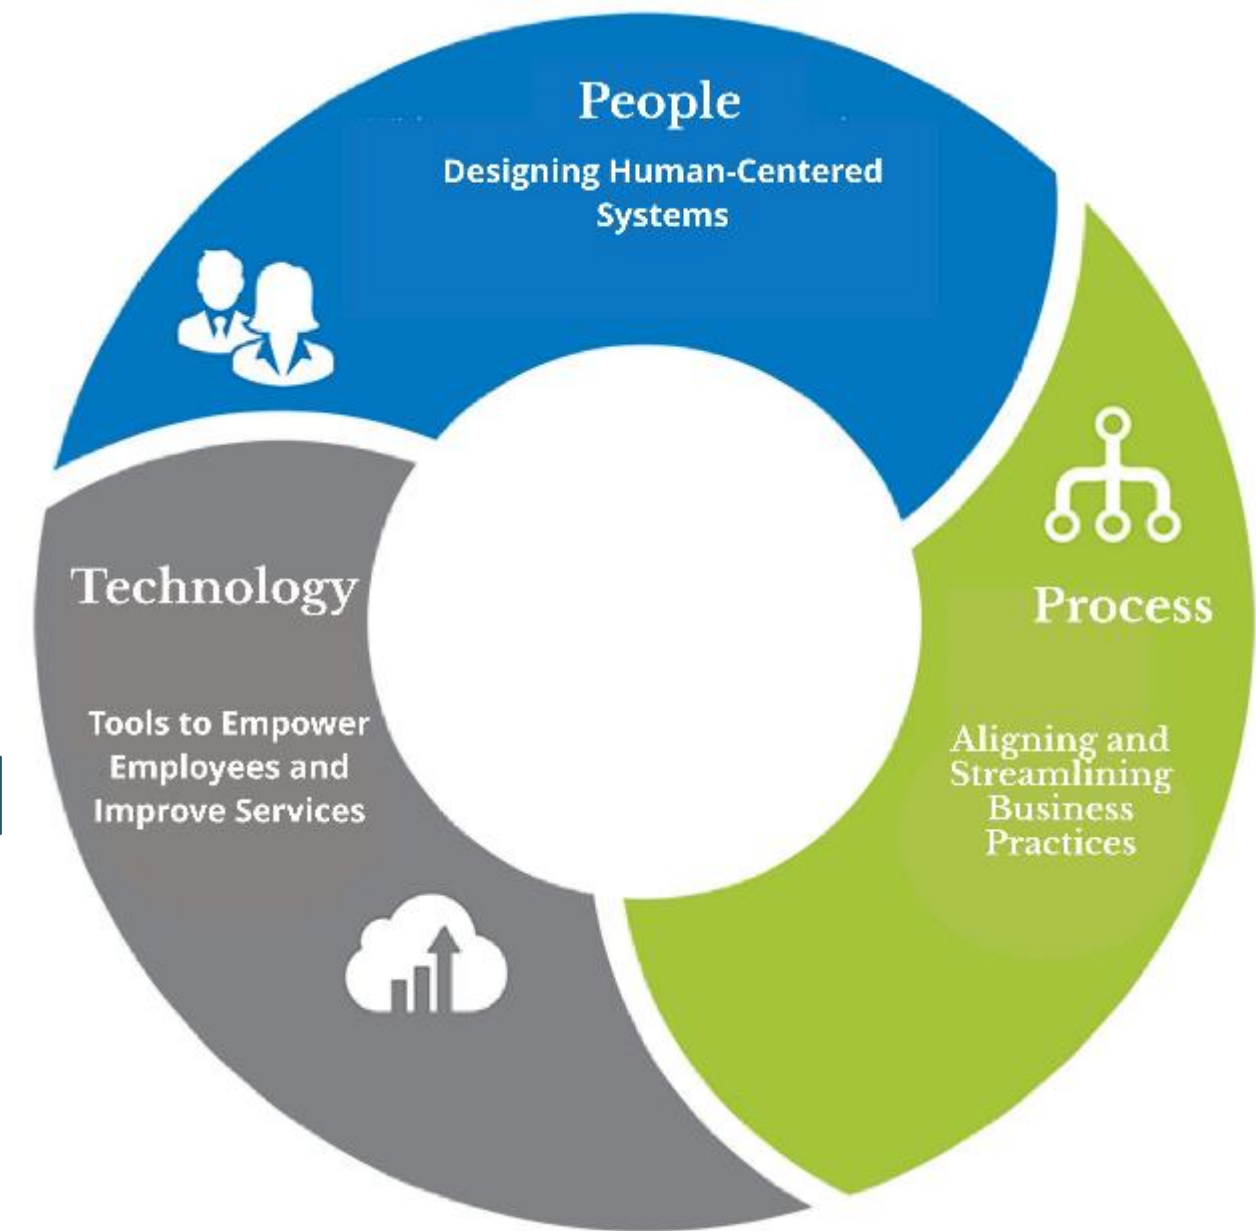 People
Designing Human-Centered
Systems
Process
Aligning and
Streamlining
Business
Practices
Technology
Tools to Empower
Employees and
Improve Services